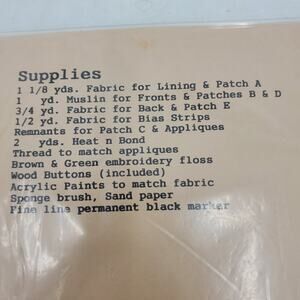 Supplies
1 1/8 yds. Fabric for Lining & Patch A
1 yd. Muslin for Fronts & Patches B & D
3/4 yd. Fabric for Back & Patch E
1/2 yd. Fabric for Bias Strips
Remnants for Patch C & Appliques
2 yds. Heat n Bond
Thread to match appliques
Brown & Green embroidery floss
Wood Buttons (included)
Acrylic Paints to match fabric
Sponge brush, Sand paper
Fine line permanent black marker